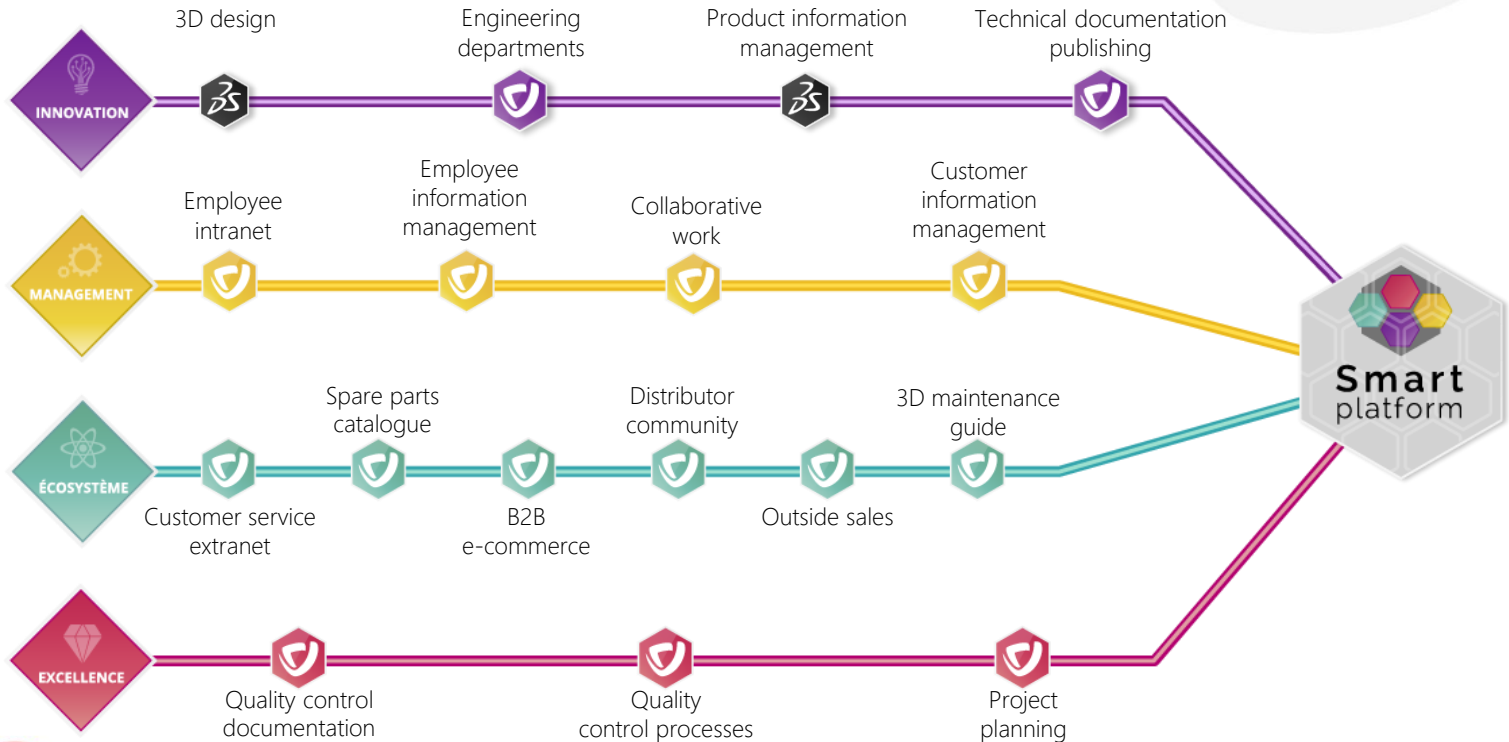 3D design
Engineering
departments
Product information
management
Technical documentation
publishing
INNOVATION
3DS
3DS
Employee
intranet
Employee
information
management
Collaborative
work
Customer
information
management
MANAGEMENT
Spare parts
catalogue
Distributor
community
3D maintenance
guide
ÉCOSYSTÈME
Customer service
extranet
B2B
e-commerce
Outside sales
Smart
platform
EXCELLENCE
Quality control
documentation
Quality
control processes
Project
planning